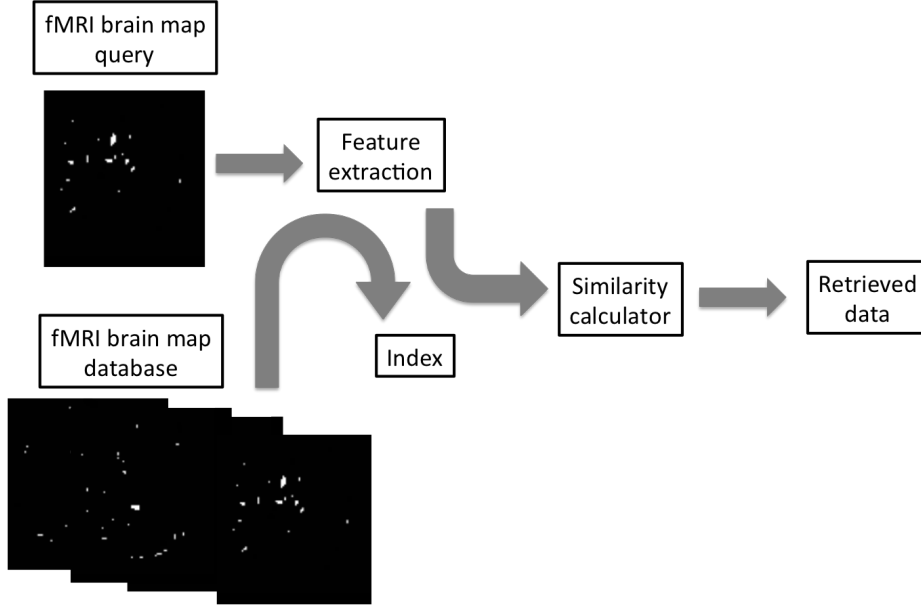 fMRI brain map
query
Feature
extraction
Similarity
calculator
Retrieved
data
fMRI brain map
database
Index